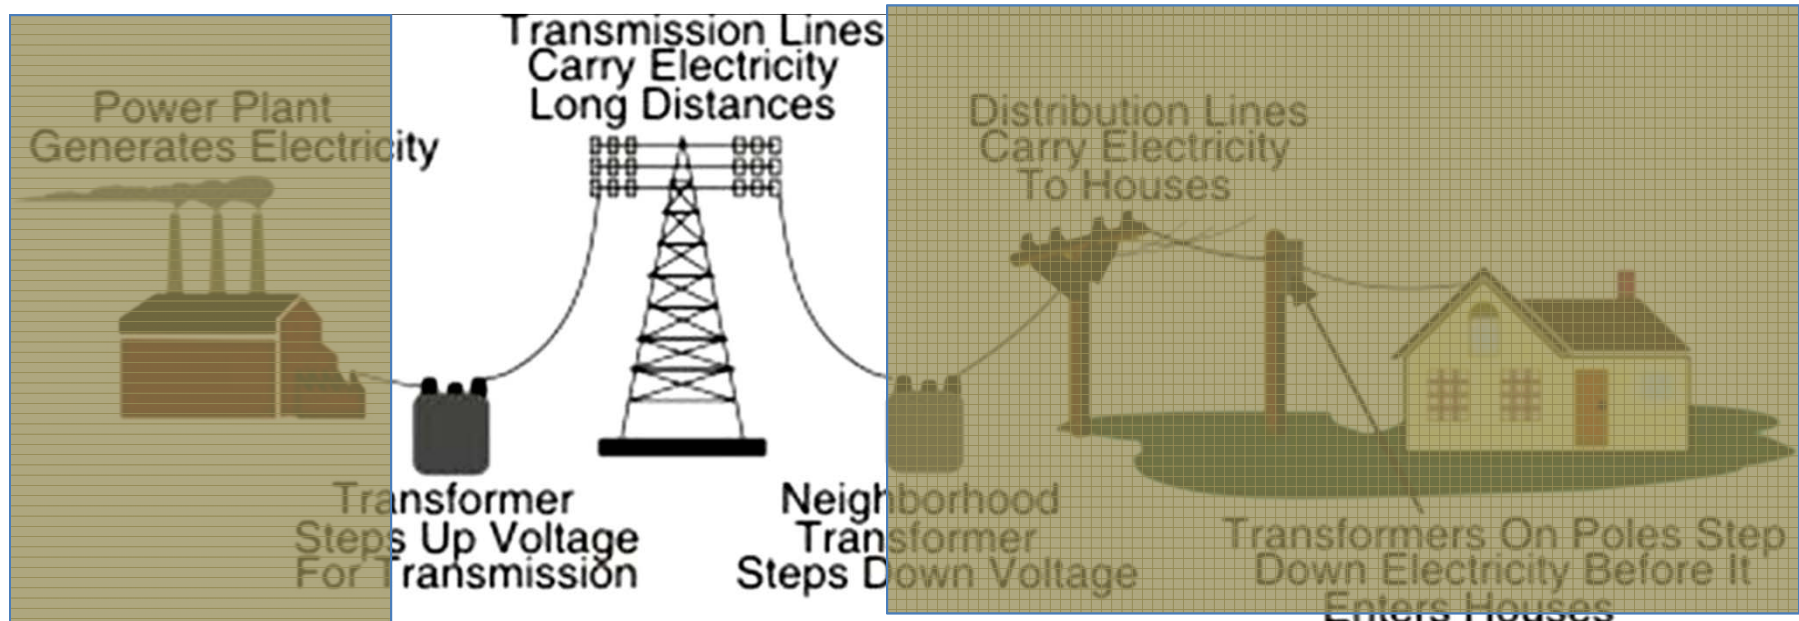 Power Plant
Generates Electricity
Transmission Lines
Carry Electricity
Long Distances
Distribution Lines
Carry Electricity
To Houses
Transformer
Steps Up Voltage
For Transmission
Neighborhood
Transformer
Steps Down Voltage
Transformers On Poles Step
Down Electricity Before It
Enters Houses